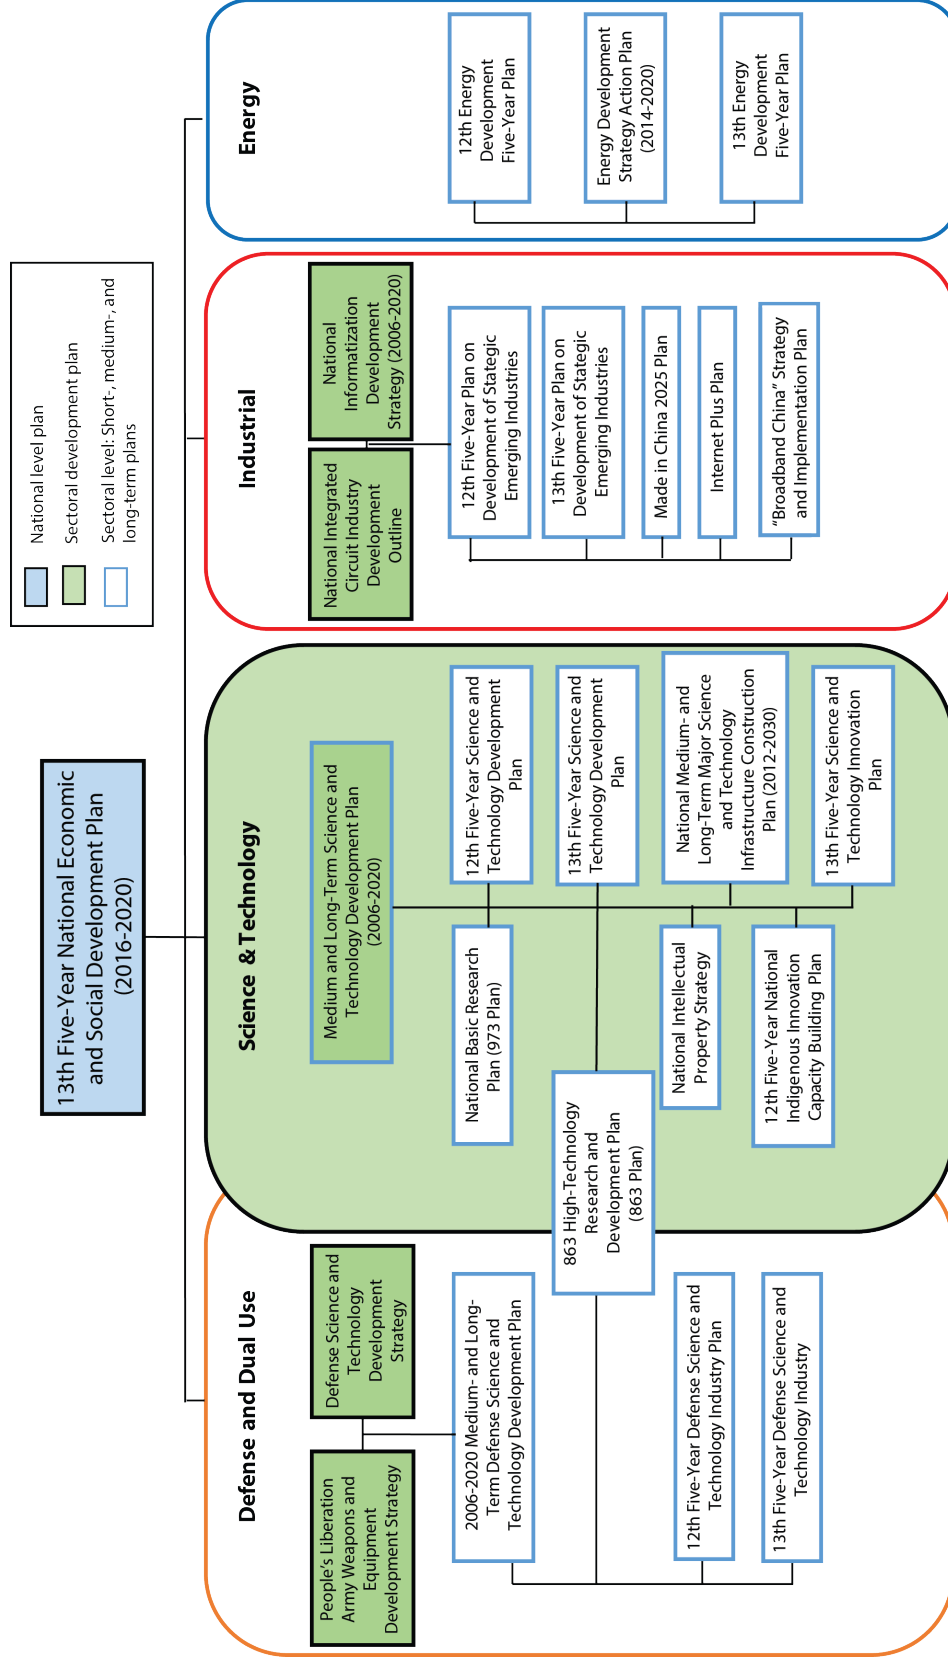 13th Five-Year National Economic
and Social Development Plan
(2016-2020)
National level plan
Sectoral development plan
Sectoral level: Short-, medium-, and
long-term plans
Defense and Dual Use
People's Liberation
Army Weapons and
Equipment
Development Strategy
Defense Science and
Technology
Development
Strategy
2006-2020 Medium- and Long-
Term Defense Science and
Technology Development Plan
863 High-Technology
Research and
Development Plan
(863 Plan)
12th Five-Year Defense Science and
Technology Industry Plan
13th Five-Year Defense Science and
Technology Industry
Science & Technology
Medium and Long-Term Science and
Technology Development Plan
(2006-2020)
National Basic Research
Plan (973 Plan)
12th Five-Year Science and
Technology Development
Plan
13th Five-Year Science and
Technology Development
Plan
National Intellectual
Property Strategy
National Medium- and
Long-Term Major Science
and Technology
Infrastructure Construction
Plan (2012-2030)
12th Five-Year National
Indigenous Innovation
Capacity Building Plan
13th Five-Year Science and
Technology Innovation
Plan
Industrial
National Integrated
Circuit Industry
Development
Outline
National
Informatization
Development
Strategy (2006-2020)
12th Five-Year Plan on
Development of Stategic
Emerging Industries
13th Five-Year Plan on
Development of Stategic
Emerging Industries
Made in China 2025 Plan
Internet Plus Plan
"Broadband China" Strategy
and Implementation Plan
Energy
12th Energy
Development
Five-Year Plan
Energy Development
Strategy Action Plan
(2014-2020)
13th Energy
Development
Five-Year Plan